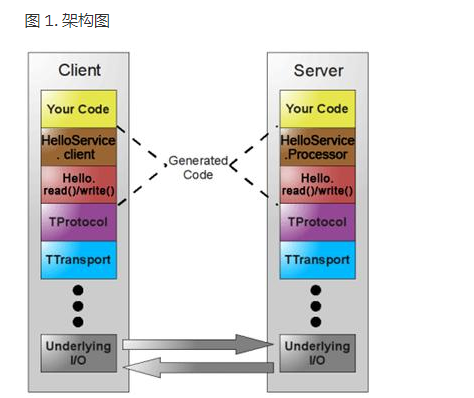 图 1. 架构图
Client
Your Code
HelloService
. client
Hello.
read()/write()
TProtocol
TTransport
Underlying
I/O
Generated
Code
Server
Your Code
HelloService
.Processor
Hello.
read()/write()
TProtocol
TTransport
Underlying
I/O